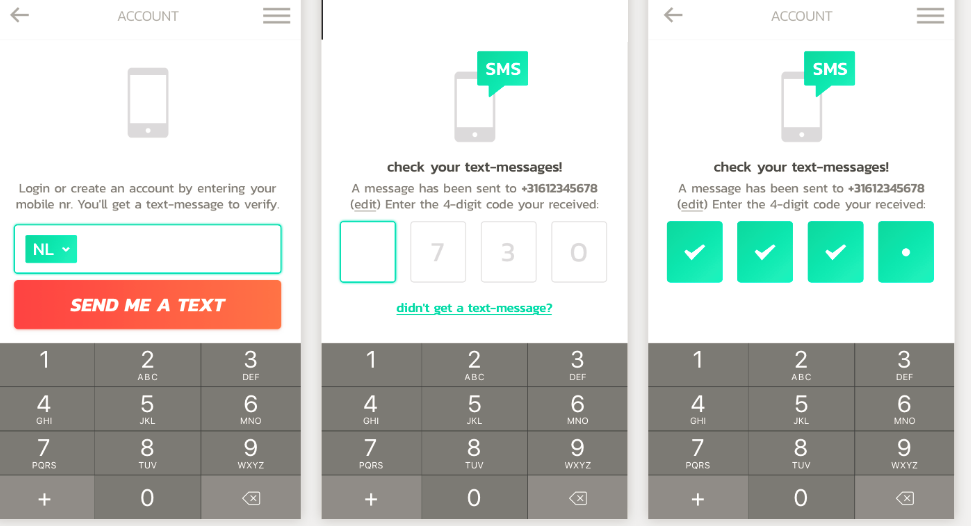 ACCOUNT
Login or create an account by entering your
mobile nr. You'll get a text-message to verify.
NL
SEND ME A TEXT
1
2
3
ABC
DEF
4
5
6
GHI
JKL
MNO
7
8
9
PQRS
TUV
WXYZ
+
0
SMS
check your text-messages!
A message has been sent to +31612345678
(edit) Enter the 4-digit code your received:
7
3
0
didn't get a text-message?
1
2
3
ABC
DEF
4
5
6
GHI
JKL
MNO
7
8
9
PQRS
TUV
WXYZ
+
0
ACCOUNT
SMS
check your text-messages!
A message has been sent to +31612345678
(edit) Enter the 4-digit code your received:
1
2
3
ABC
DEF
4
5
6
GHI
JKL
MNO
7
8
9
PQRS
TUV
WXYZ
+
0